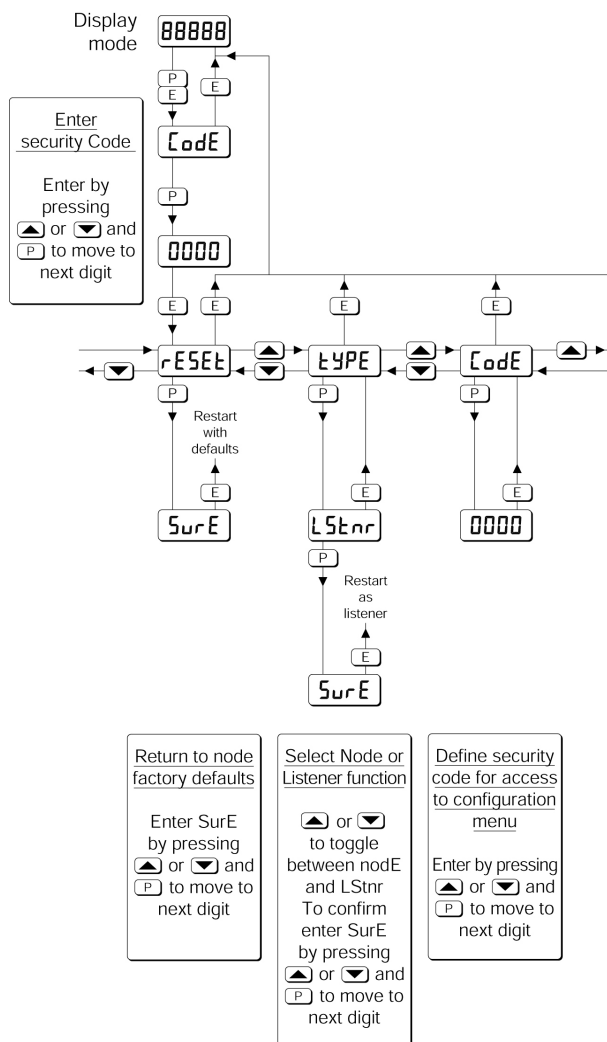 Display
mode
88888
P
E
E
Enter
security Code
Enter by
pressing
or and
P to move to
next digit
CodE
P
0000
E
E
E
E
rESEt
tYPE
CodE
P
P
P
Restart
with
defaults
E
E
E
SurE
LStnr
0000
P
Restart
as
listener
E
SurE
Return to node
factory defaults
Enter SurE
by pressing
or and
P to move to
next digit
Select Node or
Listener function
or
to toggle
between nodE
and LStnr
To confirm
enter SurE
by pressing
or and
P to move to
next digit
Define security
code for access
to configuration
menu
Enter by pressing
or and
P to move to
next digit